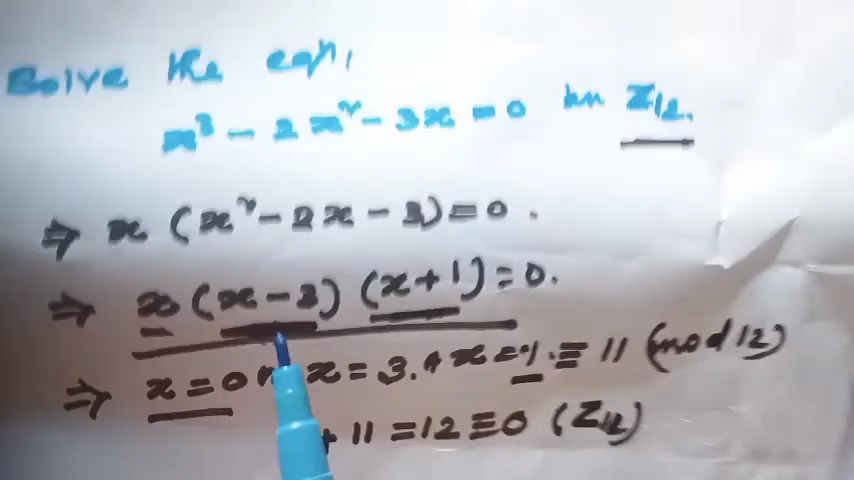 Solve the eqn,
x³ - 2x² - 3x = 0 in Z12.
⇒ x (x² - 2x - 3) = 0 .
⇒ x (x - 3) (x + 1) = 0.
⇒ x = 0, x = 3, x = -1. ≡ 11 (mod 12)
+ 11 = 12 ≡ 0 (Z12)